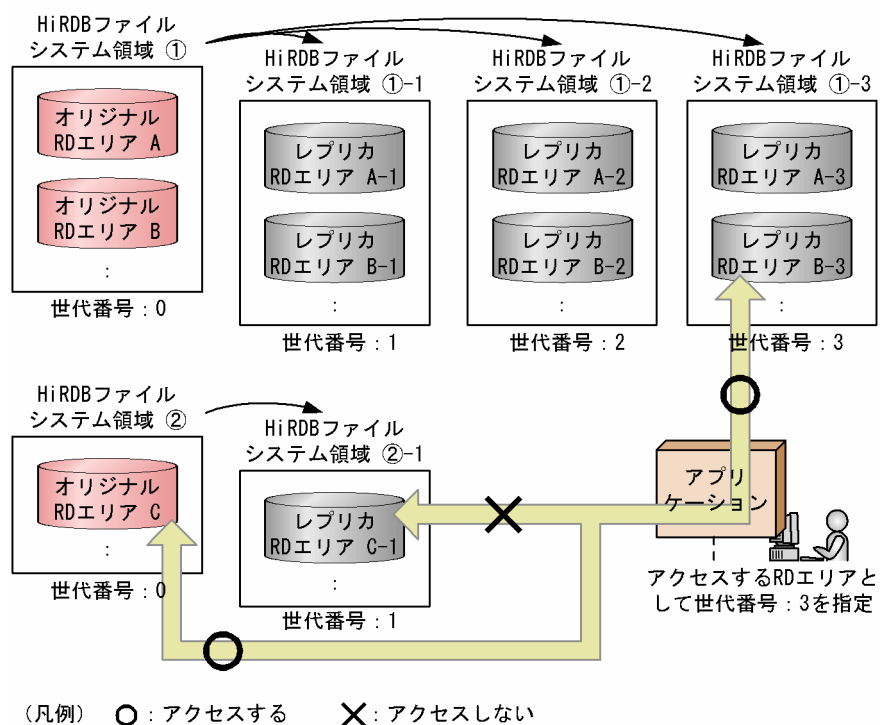 HiRDBファイル
システム領域 ①
オリジナル
RDエリア A
オリジナル
RDエリア B
:
世代番号:0
HiRDBファイル
システム領域 ①-1
レプリカ
RDエリア A-1
レプリカ
RDエリア B-1
:
世代番号:1
HiRDBファイル
システム領域 ①-2
レプリカ
RDエリア A-2
レプリカ
RDエリア B-2
:
世代番号:2
HiRDBファイル
システム領域 ①-3
レプリカ
RDエリア A-3
レプリカ
RDエリア B-3
:
世代番号:3
HiRDBファイル
システム領域 ②
オリジナル
RDエリア C
:
世代番号:0
HiRDBファイル
システム領域 ②-1
レプリカ
RDエリア C-1
:
世代番号:1
アプリ
ケーション
アクセスするRDエリアと
して世代番号:3を指定
(凡例) ○:アクセスする ×:アクセスしない